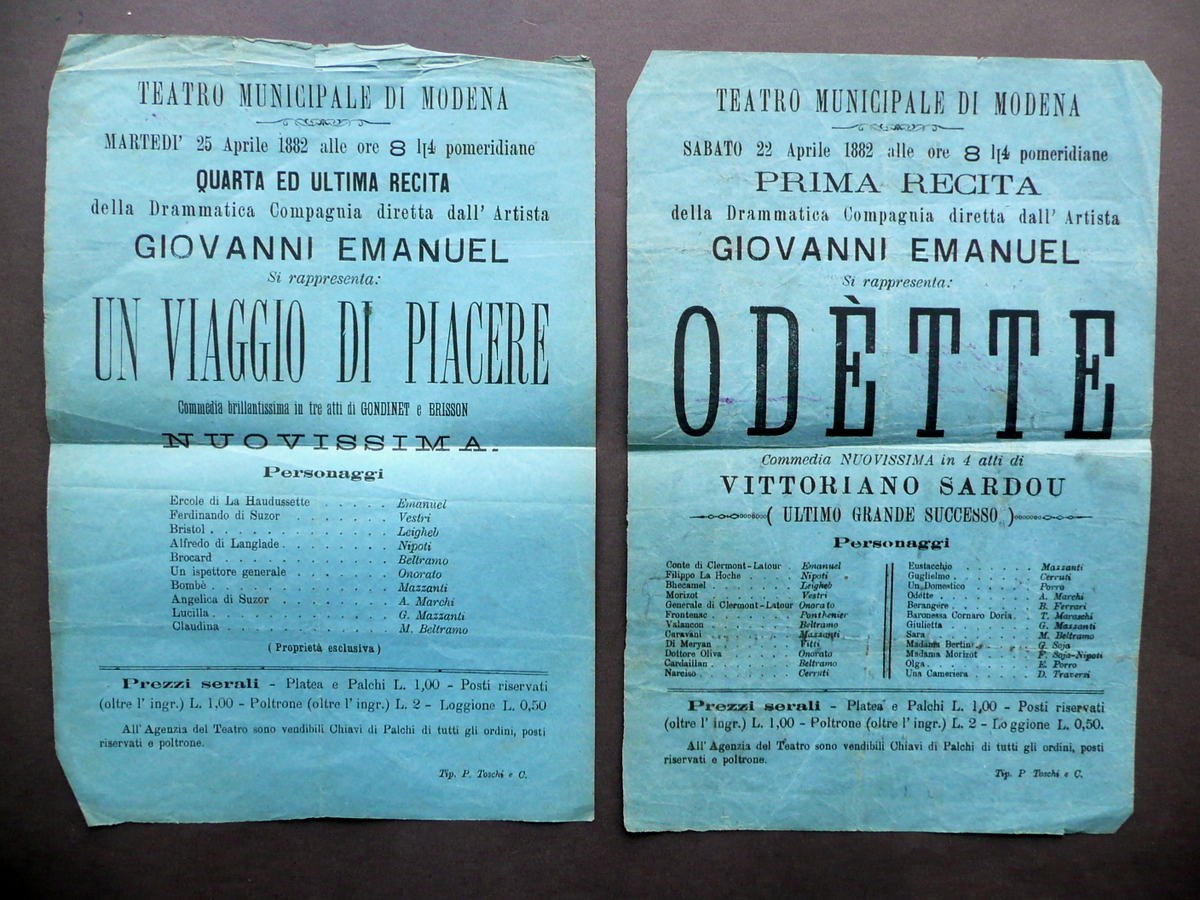 TEATRO MUNICIPALE DI MODENA
MARTEDI' 25 Aprile 1882 alle ore 8 1|4 pomeridiane
QUARTA ED ULTIMA RECITA
della Drammatica Compagnia diretta dall' Artista
GIOVANNI EMANUEL
Si rappresenta:
UN VIAGGIO DI PIACERE
Commedia brillantissima in tre atti di GONDINET e BRISSON
NUOVISSIMA.
Personaggi
Ercole di La Haudussette . . . . . Emanuel
Ferdinando di Suzor . . . . . Vestri
Bristol . . . . . Leigheb
Alfredo di Langlade . . . . . Nipoti
Brocard . . . . . Beltramo
Un ispettore generale . . . . . Onorato
Bombè . . . . . Mazzanti
Angelica di Suzor . . . . . A. Marchi
Lucilla . . . . . G. Mazzanti
Claudina . . . . . M. Beltramo
( Proprietà esclusiva )
Prezzi serali - Platea e Palchi L. 1,00 - Posti riservati
(oltre l' ingr.) L. 1,00 - Poltrone (oltre l' ingr.) L. 2 - Loggione L. 0,50
All' Agenzia del Teatro sono vendibili Chiavi di Palchi di tutti gli ordini, posti
riservati e poltrone.
Tip. P. Toschi e C.
TEATRO MUNICIPALE DI MODENA
SABATO 22 Aprile 1882 alle ore 8 1|4 pomeridiane
PRIMA RECITA
della Drammatica Compagnia diretta dall' Artista
GIOVANNI EMANUEL
Si rappresenta:
ODÈTTE
Commedia NUOVISSIMA in 4 atti di
VITTORIANO SARDOU
( ULTIMO GRANDE SUCCESSO )
Personaggi
Conte di Clermont-Latour Emanuel
Filippo La Hoche . . . Nipoti
Bhecamel . . . Leigheb
Morizot . . . Vestri
Generale di Clermont-Latour Onorato
Frontenac . . . Ponthenier
Valancon . . . Beltramo
Caravani . . . Mazzanti
Di Meryan . . . Vitti
Dottore Oliva . . . Onorato
Cardaillan . . . Beltramo
Narciso . . . Cerruti
Eustacchio . . . Mazzanti
Guglielmo . . . Cerruti
Un Domestico . . . Porro
Odètte . . . A. Marchi
Berangère . . . B. Ferrari
Baronessa Cornaro Doria . T. Maraschi
Giulietta . . . G. Mazzanti
Sara . . . M. Beltramo
Madama Bertin . . . G. Soja
Madama Morizot . . . F. Soja-Nipoti
Olga . . . E. Porro
Una Cameriera . . . D. Traversi
Prezzi serali - Platea e Palchi L. 1,00 - Posti riservati
(oltre l' ingr.) L. 1,00 - Poltrone (oltre l' ingr.) L. 2 - Loggione L. 0,50.
All' Agenzia del Teatro sono vendibili Chiavi di Palchi di tutti gli ordini, posti
riservati e poltrone.
Tip. P Toschi e C.